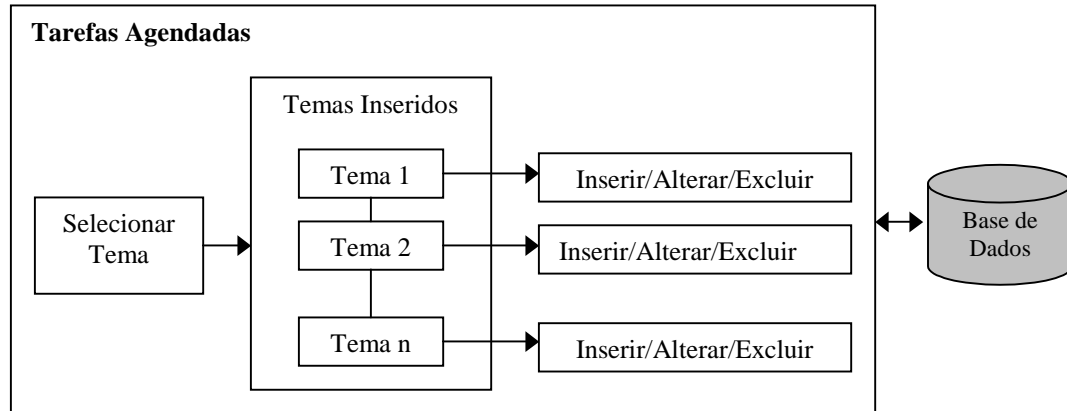 Tarefas Agendadas
Temas Inseridos
Tema 1
Inserir/Alterar/Excluir
Selecionar
Tema
Tema 2
Inserir/Alterar/Excluir
Base de
Dados
Tema n
Inserir/Alterar/Excluir